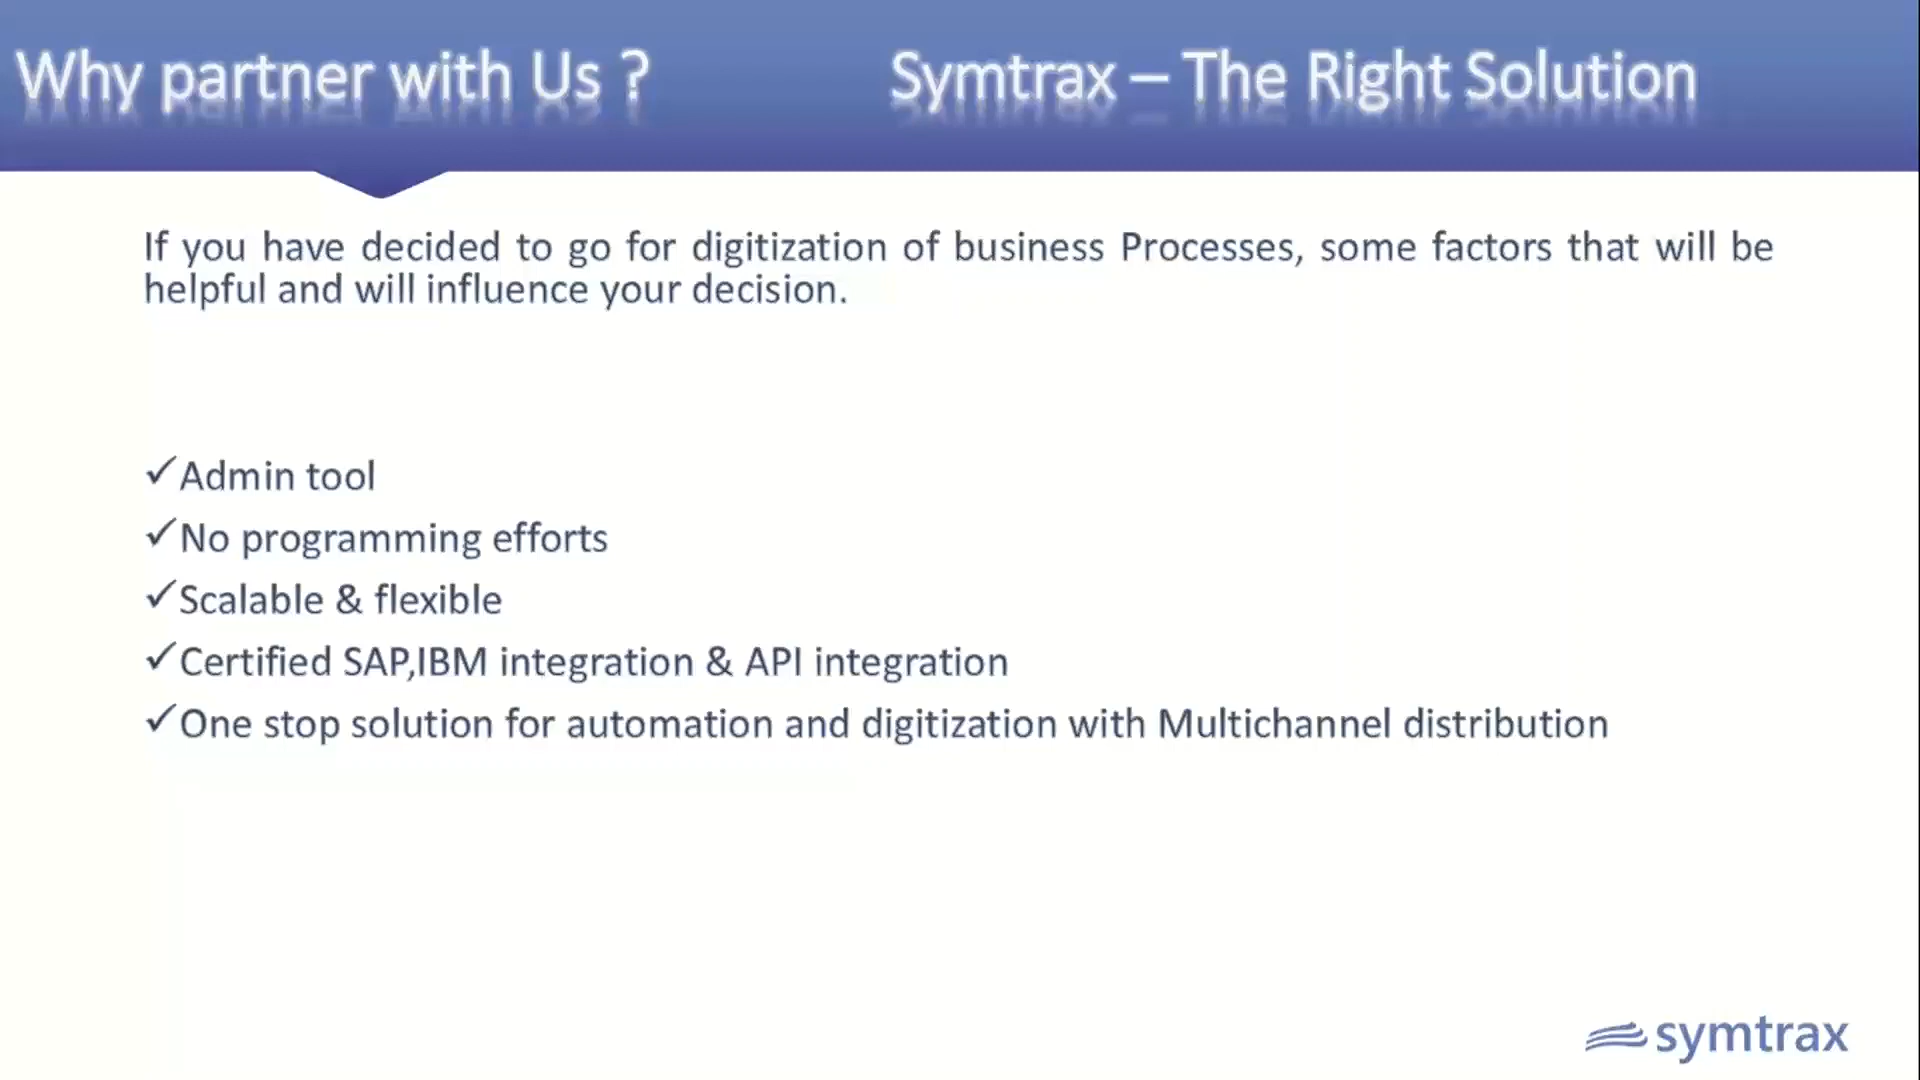 Why partner with Us ? Symtrax – The Right Solution
If you have decided to go for digitization of business Processes, some factors that will be
helpful and will influence your decision.
✓Admin tool
✓No programming efforts
✓Scalable & flexible
✓Certified SAP,IBM integration & API integration
✓One stop solution for automation and digitization with Multichannel distribution
symtrax